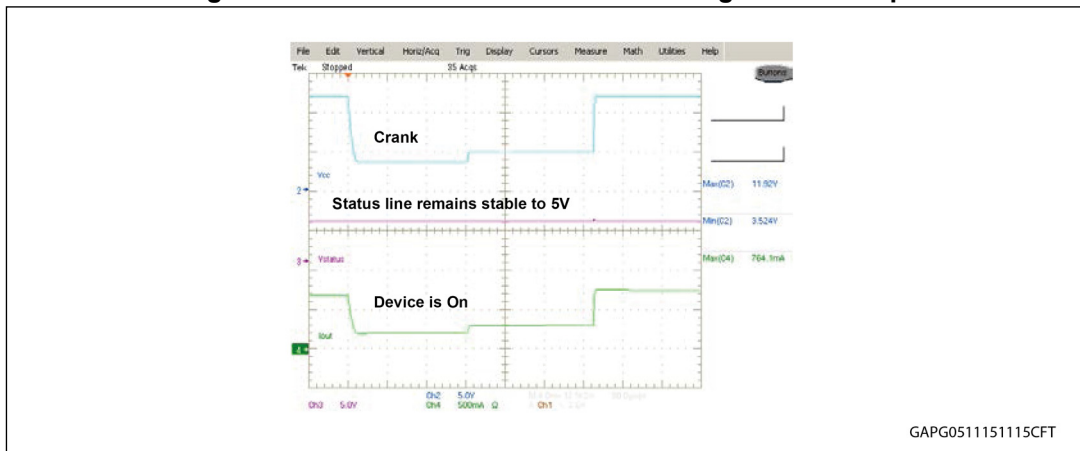 File Edit Vertical Horiz/Acq Trig Display Cursors Measure Math Utilities Help
Tek Stopped 35 Acqs
Buttons
Crank
Vcc
2
Max(C2) 11.92V
Status line remains stable to 5V
Min(C2) 3.524V
3 Vstatus
Max(C4) 764.1mA
Device is On
Iout
4
Ch2 5.0V
Ch3 5.0V Ch4 500mA Ω Ch1
GAPG0511151115CFT